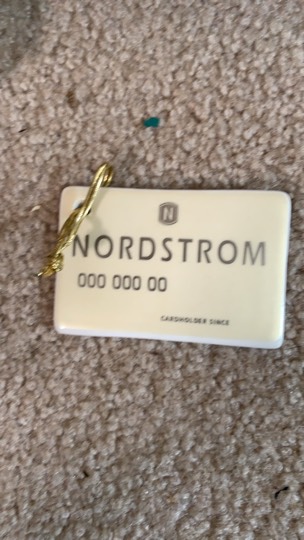 N
NORDSTROM
000 000 00
CARDHOLDER SINCE